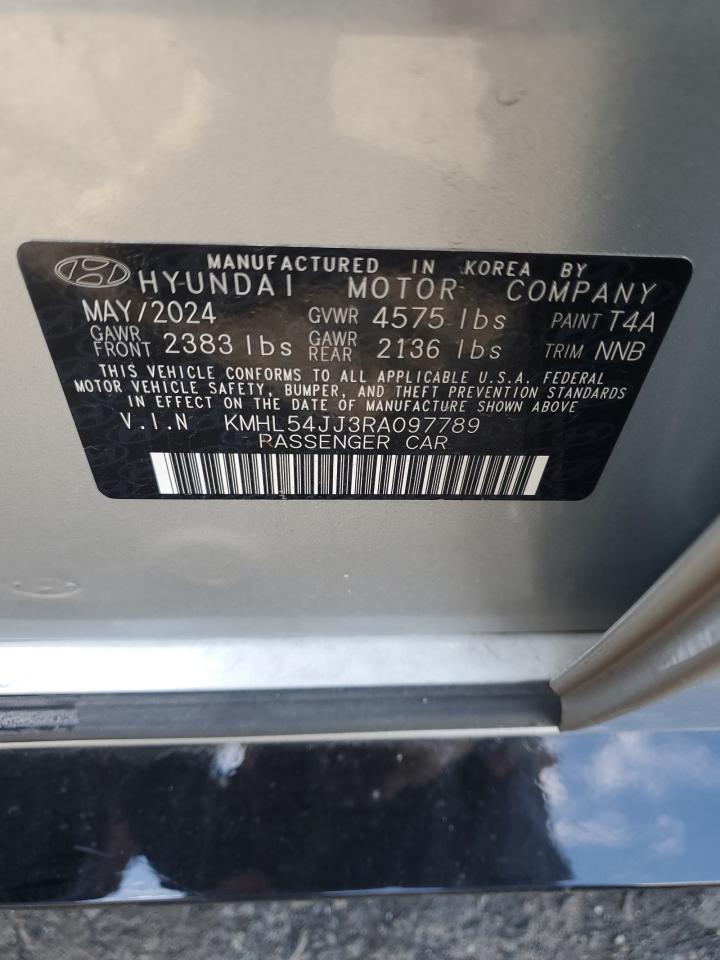 MANUFACTURED IN KOREA BY
HYUNDAI MOTOR COMPANY
MAY/2024 GVWR 4575 lbs PAINT T4A
GAWR FRONT 2383 lbs GAWR REAR 2136 lbs TRIM NNB
THIS VEHICLE CONFORMS TO ALL APPLICABLE U.S.A. FEDERAL
MOTOR VEHICLE SAFETY, BUMPER, AND THEFT PREVENTION STANDARDS
IN EFFECT ON THE DATE OF MANUFACTURE SHOWN ABOVE
V.I.N KMHL54JJ3RA097789
PASSENGER CAR